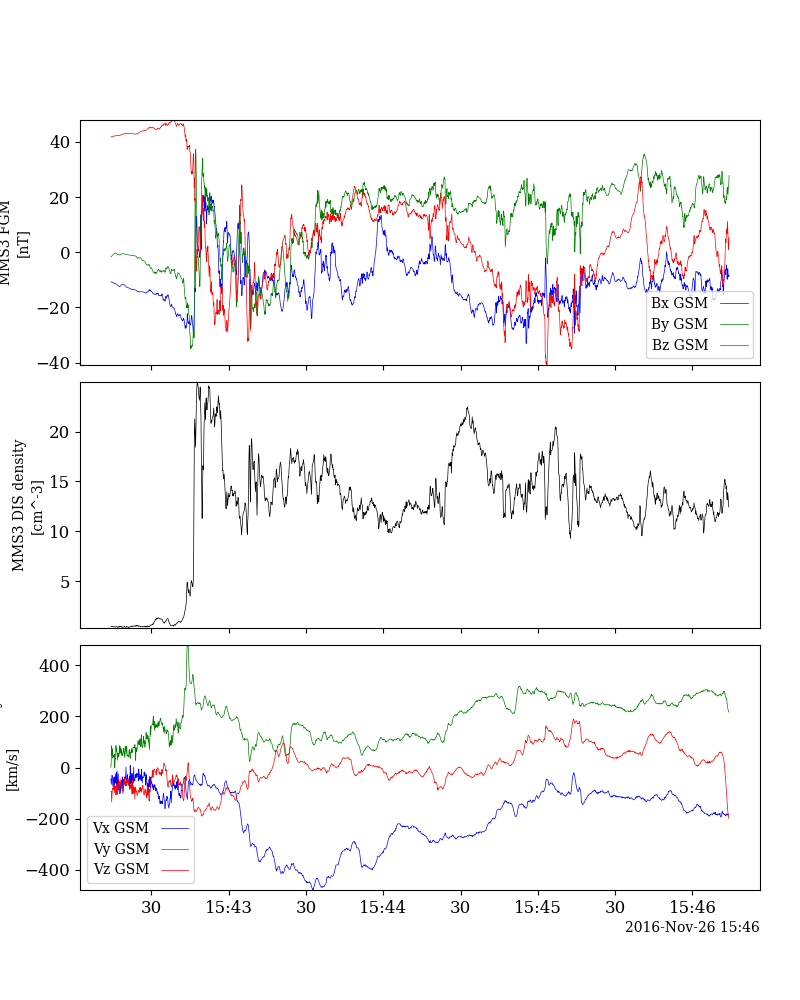 40
20
0
−20
−40
MMS3 FGM
[nT]
Bx GSM
By GSM
Bz GSM
20
15
10
5
MMS3 DIS density
[cm^-3]
400
200
0
−200
−400
[km/s]
Vx GSM
Vy GSM
Vz GSM
30 15:43 30 15:44 30 15:45 30 15:46
2016-Nov-26 15:46